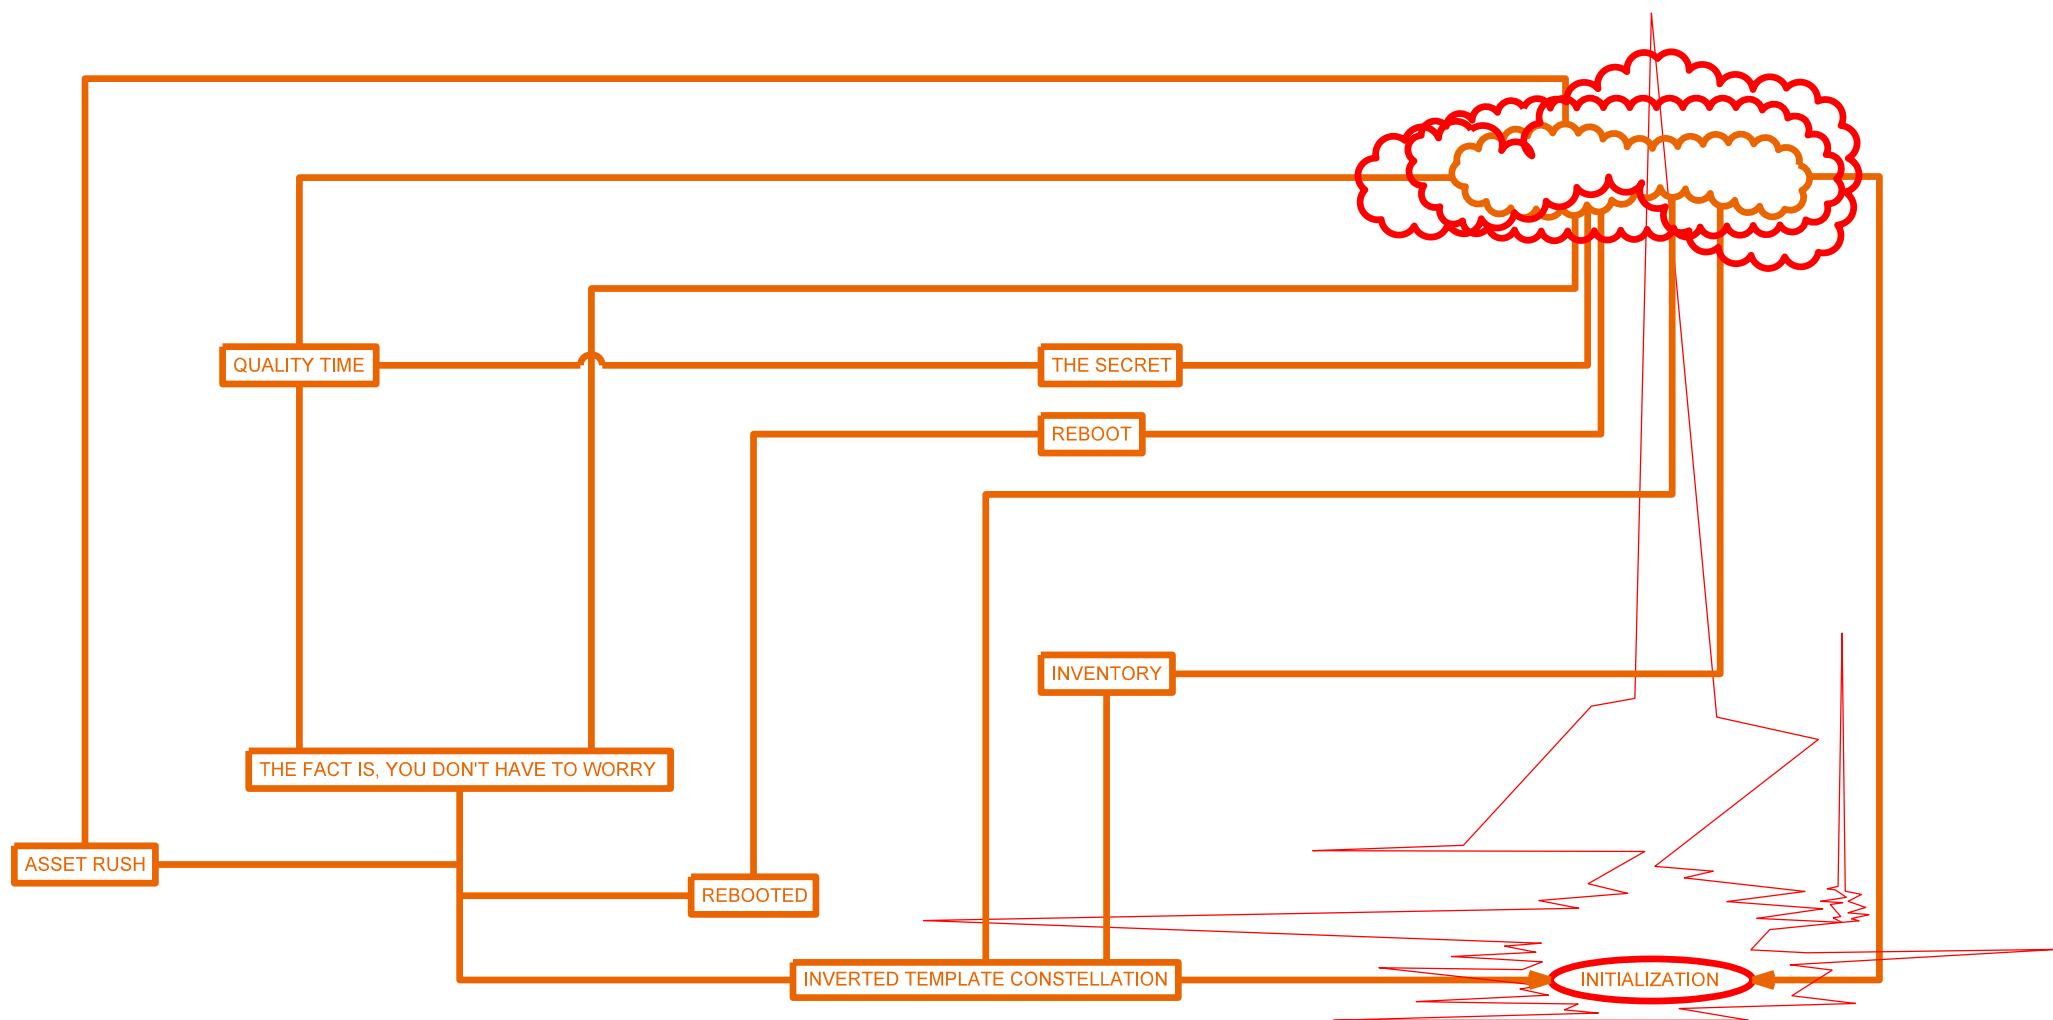 QUALITY TIME
THE SECRET
REBOOT
INVENTORY
THE FACT IS, YOU DON'T HAVE TO WORRY
ASSET RUSH
REBOOTED
INVERTED TEMPLATE CONSTELLATION
INITIALIZATION